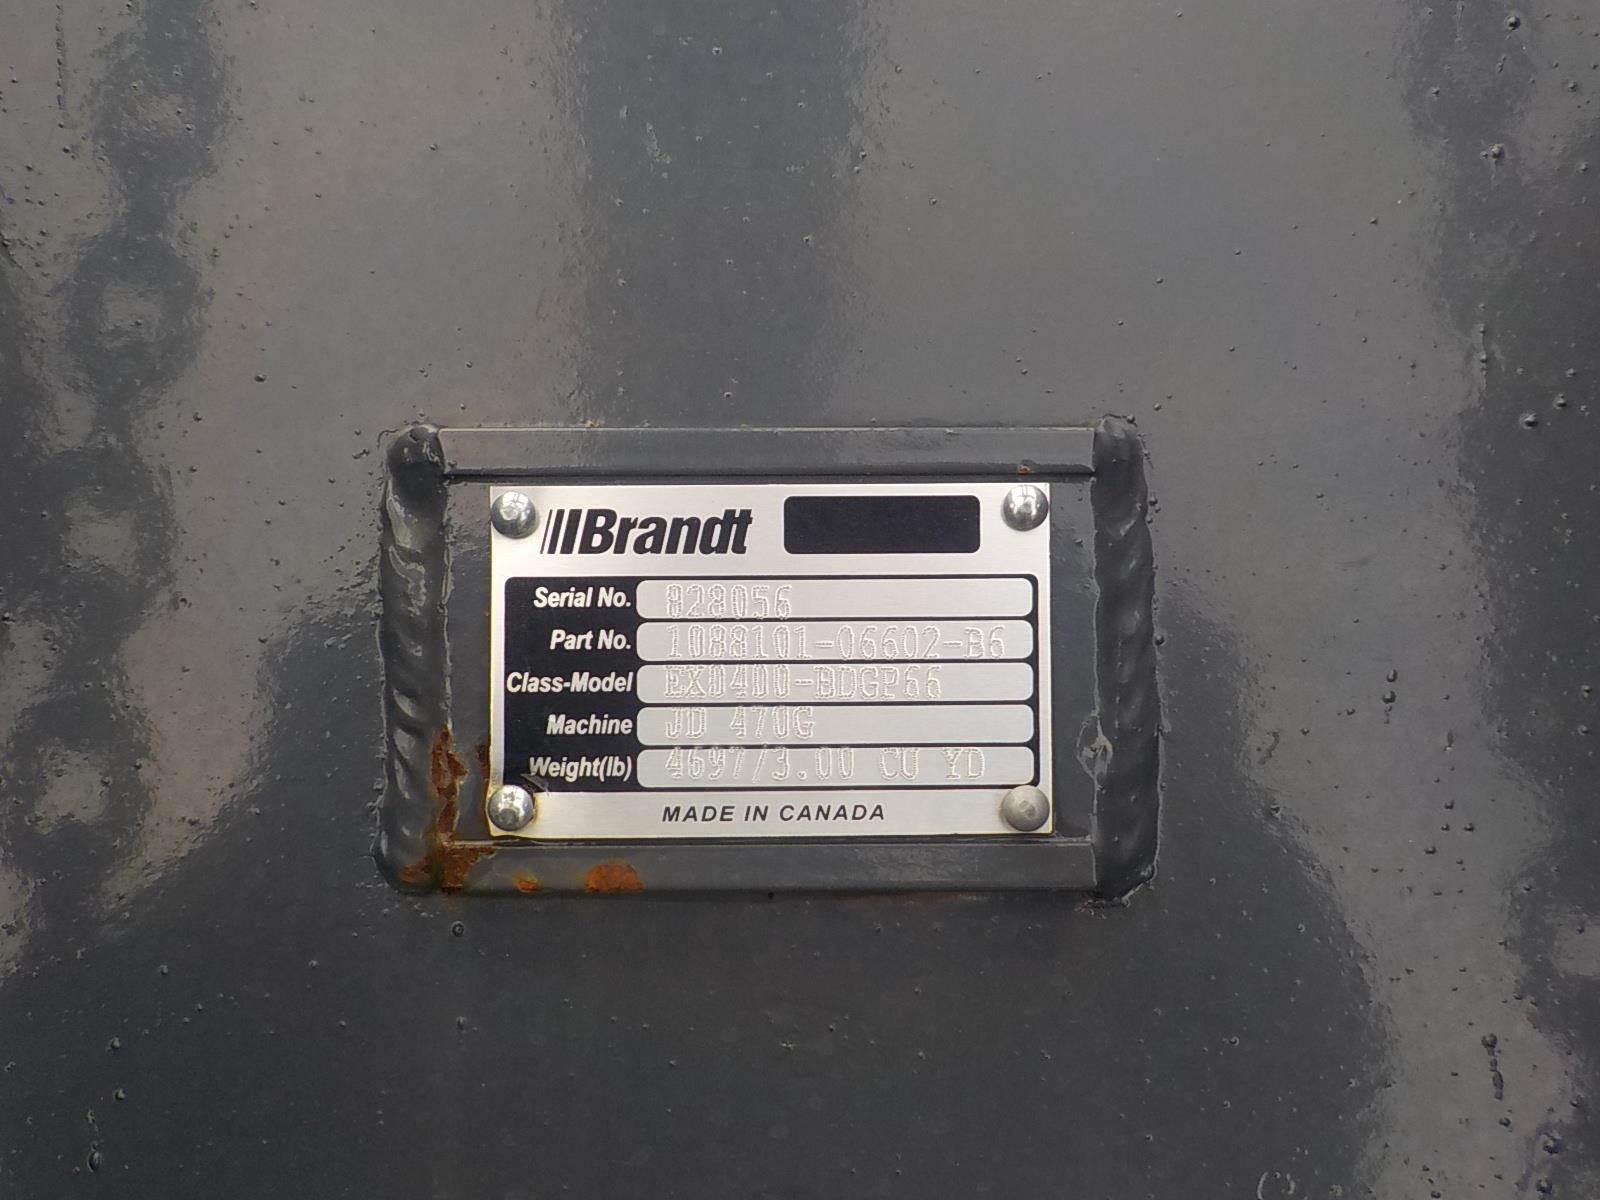 Brandt
Serial No. 828056
Part No. 1088101-06602-B6
Class-Model EX0400-BDGP66
Machine JD 470G
Weight(lb) 4697/3.00 CU YD
MADE IN CANADA